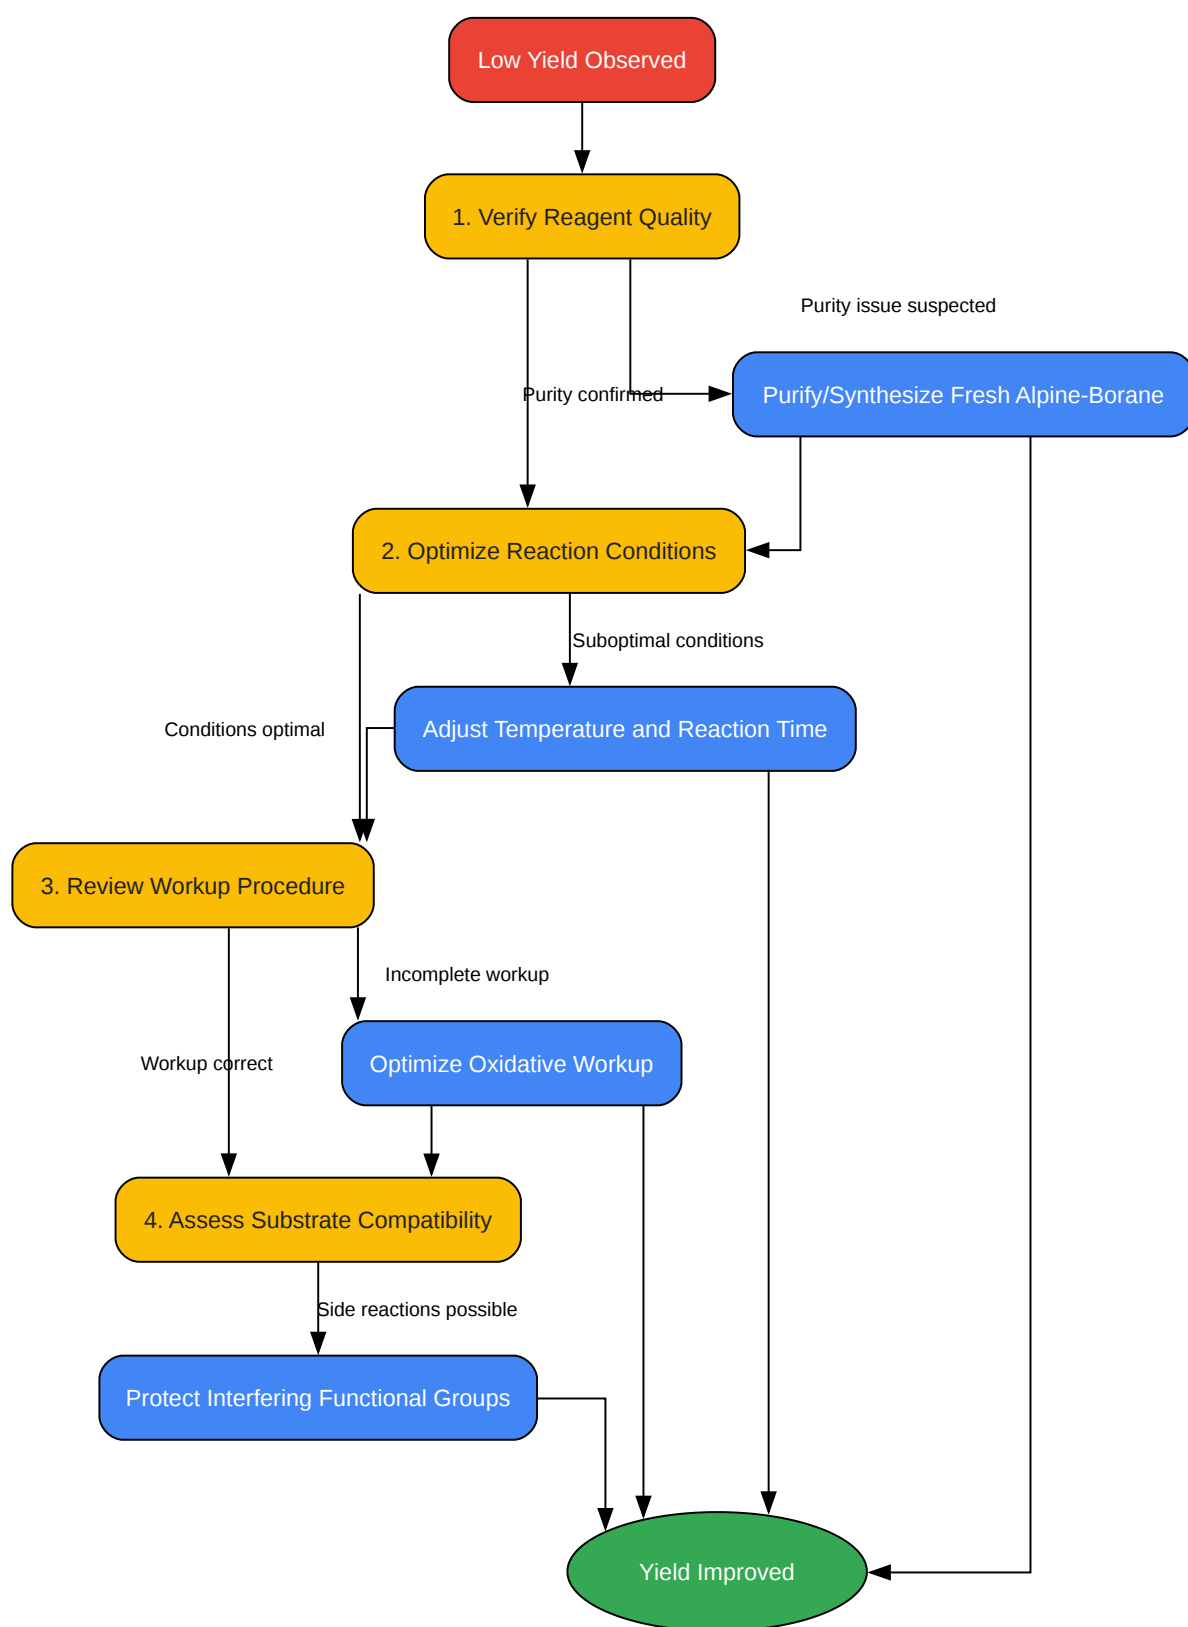 Low Yield Observed
1. Verify Reagent Quality
Purity issue suspected
Purity confirmed
Purify/Synthesize Fresh Alpine-Borane
2. Optimize Reaction Conditions
Suboptimal conditions
Conditions optimal
Adjust Temperature and Reaction Time
3. Review Workup Procedure
Incomplete workup
Workup correct
Optimize Oxidative Workup
4. Assess Substrate Compatibility
Side reactions possible
Protect Interfering Functional Groups
Yield Improved